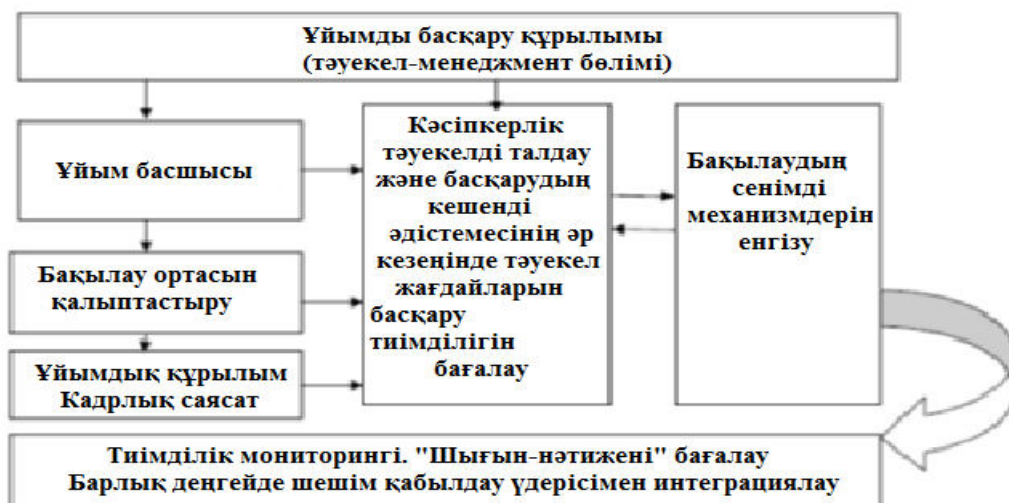 Ұйымды басқару құрылымы
(тәуекел-менеджмент бөлімі)
Ұйым басшысы
Бақылау ортасын
қалыптастыру
Ұйымдық құрылым
Кадрлық саясат
Кәсіпкерлік
тәуекелді талдау
және басқарудың
кешенді
әдістемесінің әр
кезеңінде тәуекел
жағдайларын
басқару
тиімділігін
бағалау
Бақылаудың
сенімді
механизмдерін
енгізу
Тиімділік мониторингі. "Шығын-нәтижені" бағалау
Барлық деңгейде шешім қабылдау үдерісімен интеграциялау